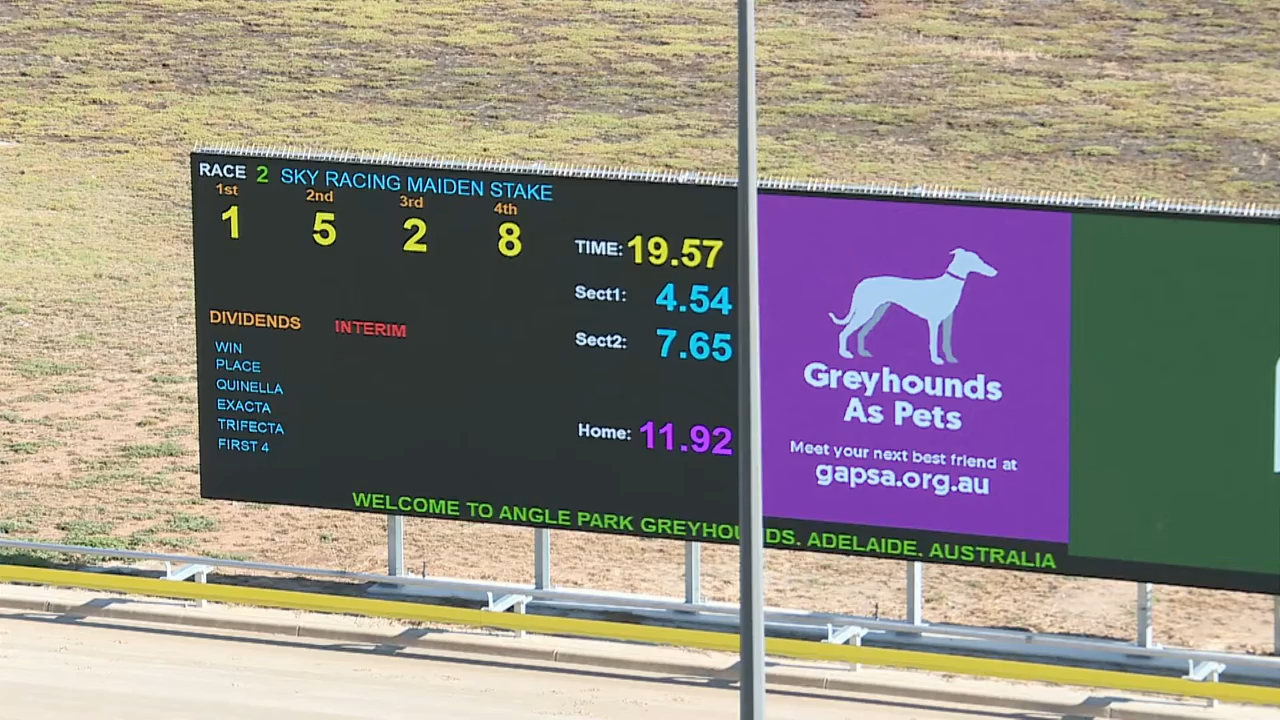 RACE 2 SKY RACING MAIDEN STAKE
1st 2nd 3rd 4th
1 5 2 8
TIME: 19.57
Sect1: 4.54
Sect2: 7.65
Home: 11.92
DIVIDENDS INTERIM
WIN
PLACE
QUINELLA
EXACTA
TRIFECTA
FIRST 4
Greyhounds
As Pets
Meet your next best friend at
gapsa.org.au
WELCOME TO ANGLE PARK GREYHOUNDS. ADELAIDE. AUSTRALIA